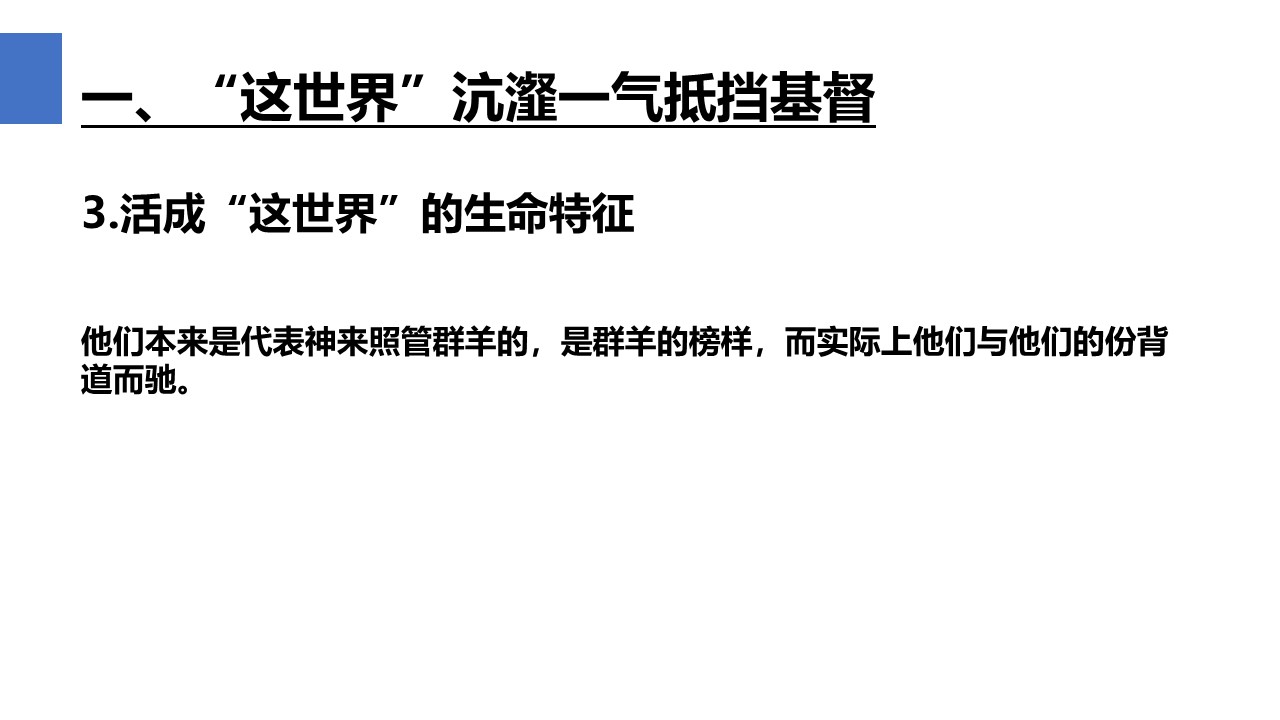 一、“这世界”沆瀣一气抵挡基督
3.活成“这世界”的生命特征
他们本来是代表神来照管群羊的，是群羊的榜样，而实际上他们与他们的份背
道而驰。